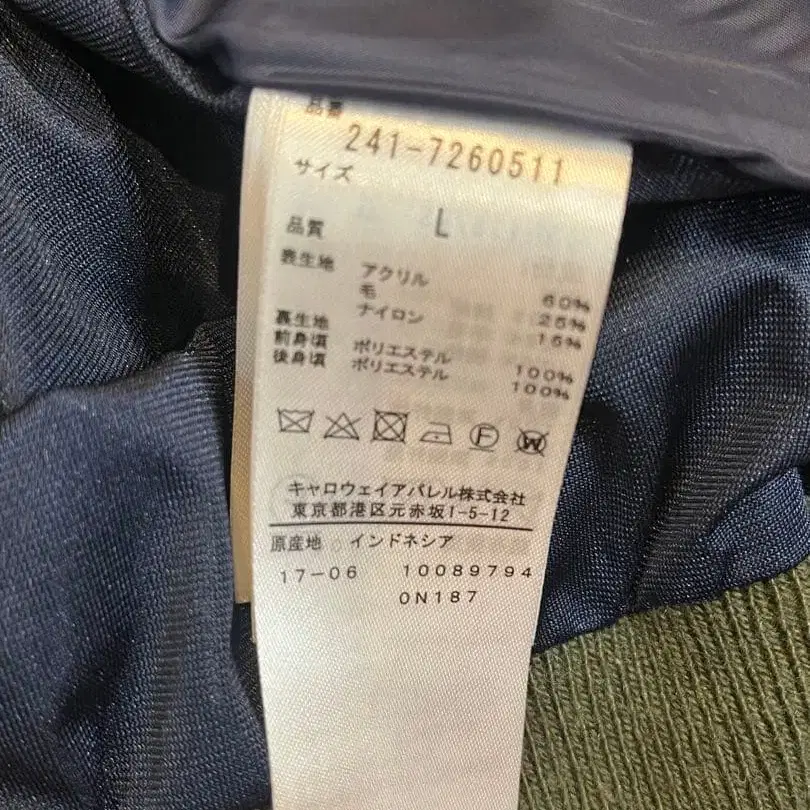 品番
241-7260511
サイズ
L
品質
表生地 アクリル 60%
毛 25%
ナイロン 15%
裏生地
前身頃 ポリエステル 100%
後身頃 ポリエステル 100%
F
W
キャロウェイアパレル株式会社
東京都港区元赤坂1-5-12
原産地 インドネシア
17-06 10089794
0N187